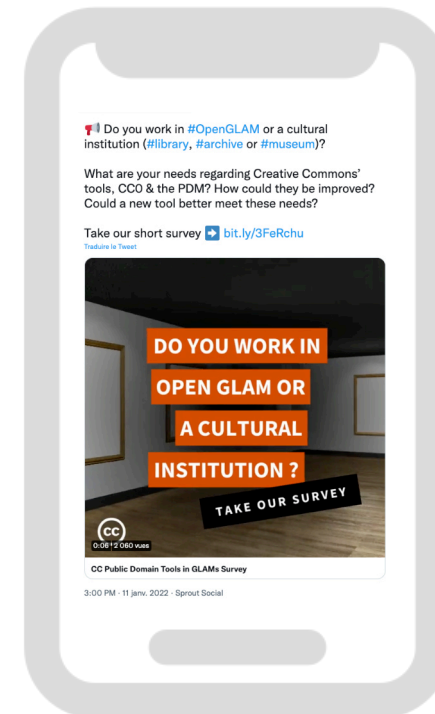 📢 Do you work in #OpenGLAM or a cultural
institution (#library, #archive or #museum)?
What are your needs regarding Creative Commons'
tools, CC0 & the PDM? How could they be improved?
Could a new tool better meet these needs?
Take our short survey ➡️ bit.ly/3FeRchu
Traduire le Tweet
DO YOU WORK IN
OPEN GLAM OR
A CULTURAL
INSTITUTION ?
TAKE OUR SURVEY
cc
0:06 | 2 060 vues
CC Public Domain Tools in GLAMs Survey
3:00 PM · 11 janv. 2022 · Sprout Social